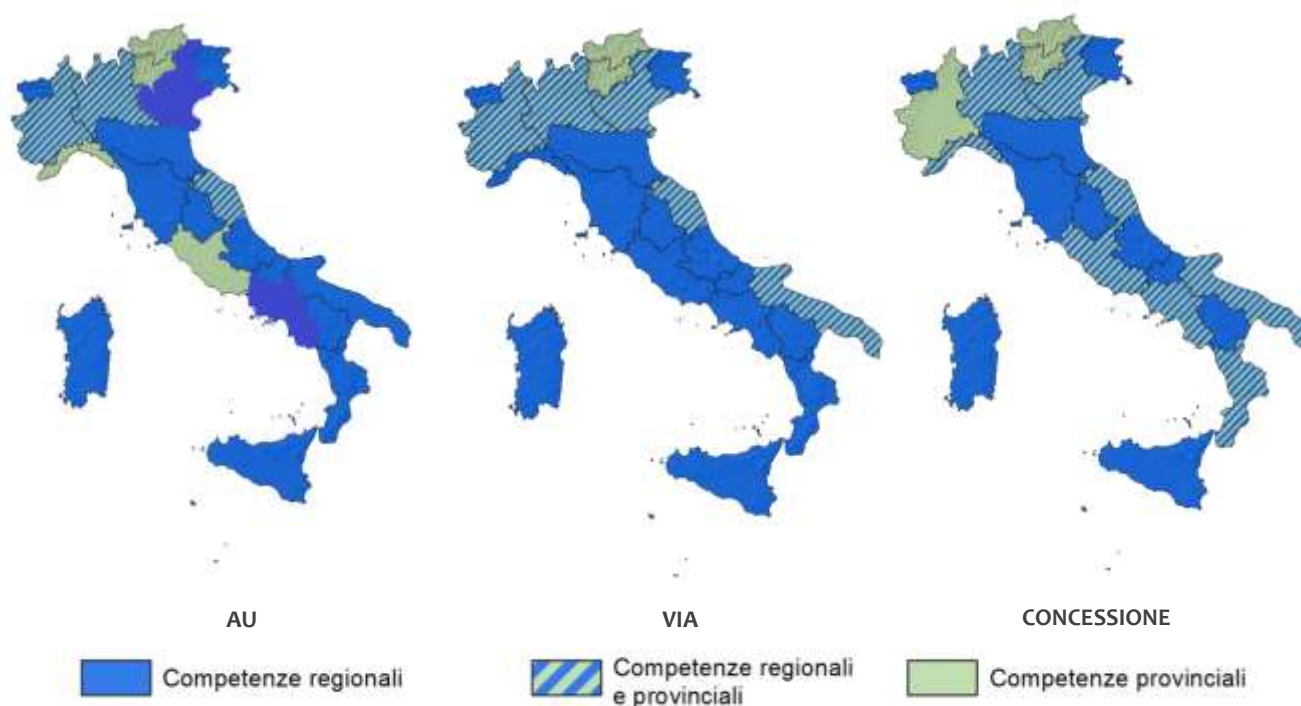 AU
VIA
CONCESSIONE
Competenze regionali
Competenze regionali
e provinciali
Competenze provinciali